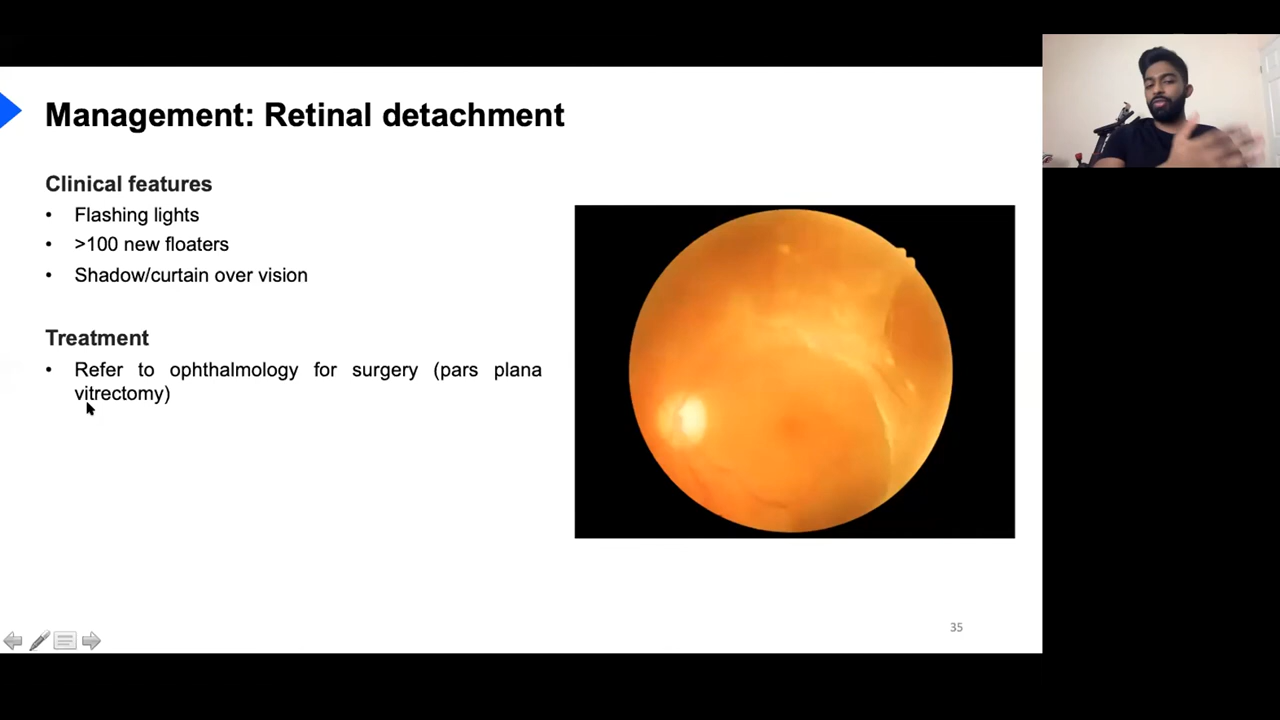 Management: Retinal detachment
Clinical features
• Flashing lights
• >100 new floaters
• Shadow/curtain over vision
Treatment
• Refer to ophthalmology for surgery (pars plana
vitrectomy)
35